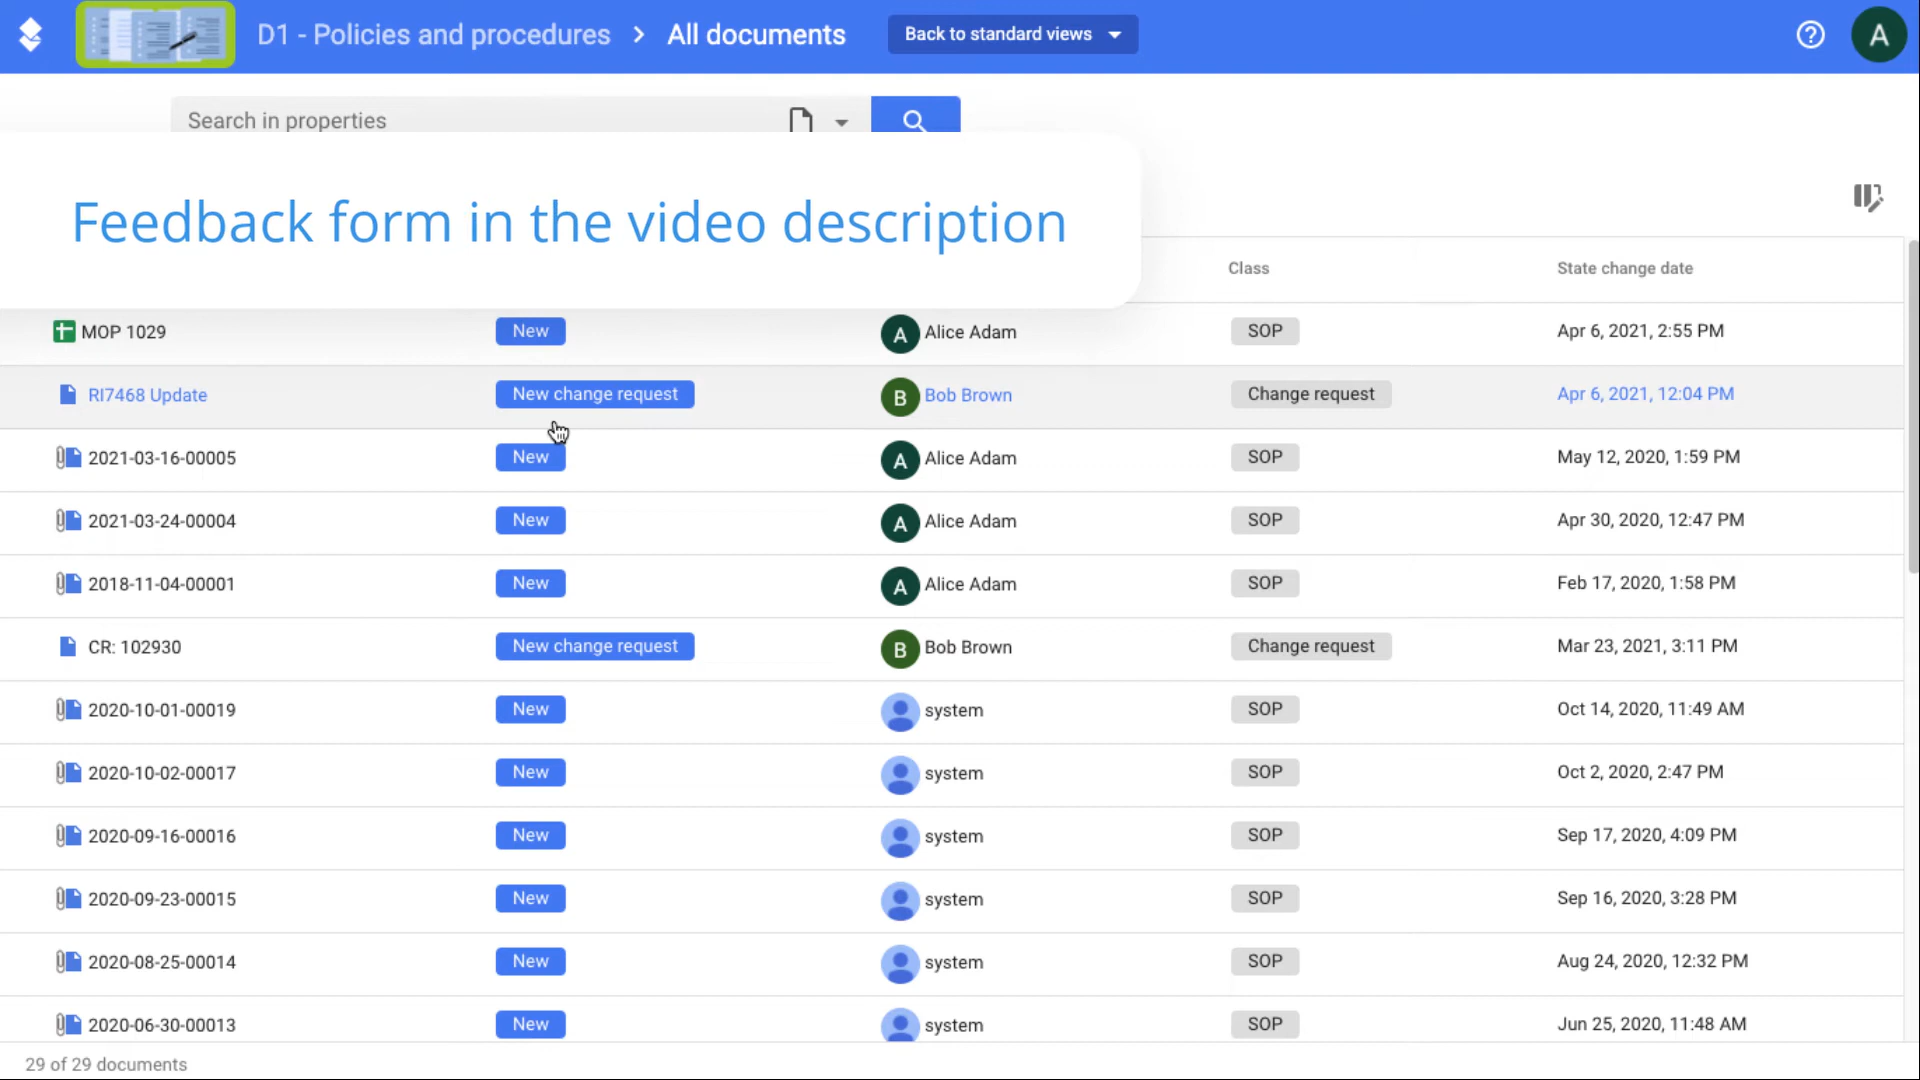 D1 - Policies and procedures > All documents Back to standard views A
Search in properties
Feedback form in the video description
Class State change date
MOP 1029 New A Alice Adam SOP Apr 6, 2021, 2:55 PM
RI7468 Update New change request B Bob Brown Change request Apr 6, 2021, 12:04 PM
2021-03-16-00005 New A Alice Adam SOP May 12, 2020, 1:59 PM
2021-03-24-00004 New A Alice Adam SOP Apr 30, 2020, 12:47 PM
2018-11-04-00001 New A Alice Adam SOP Feb 17, 2020, 1:58 PM
CR: 102930 New change request B Bob Brown Change request Mar 23, 2021, 3:11 PM
2020-10-01-00019 New system SOP Oct 14, 2020, 11:49 AM
2020-10-02-00017 New system SOP Oct 2, 2020, 2:47 PM
2020-09-16-00016 New system SOP Sep 17, 2020, 4:09 PM
2020-09-23-00015 New system SOP Sep 16, 2020, 3:28 PM
2020-08-25-00014 New system SOP Aug 24, 2020, 12:32 PM
2020-06-30-00013 New system SOP Jun 25, 2020, 11:48 AM
29 of 29 documents